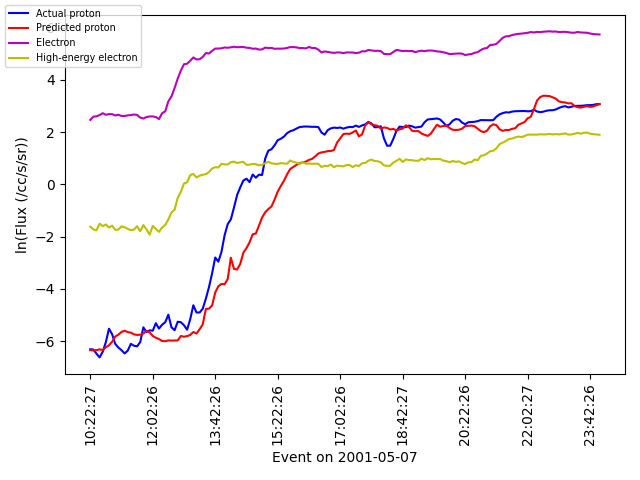 Actual proton
Predicted proton
Electron
High-energy electron
4
2
0
−2
−4
−6
ln(Flux (/cc/s/sr))
10:22:27
12:02:26
13:42:26
15:22:26
17:02:26
18:42:27
20:22:26
22:02:27
23:42:26
Event on 2001-05-07